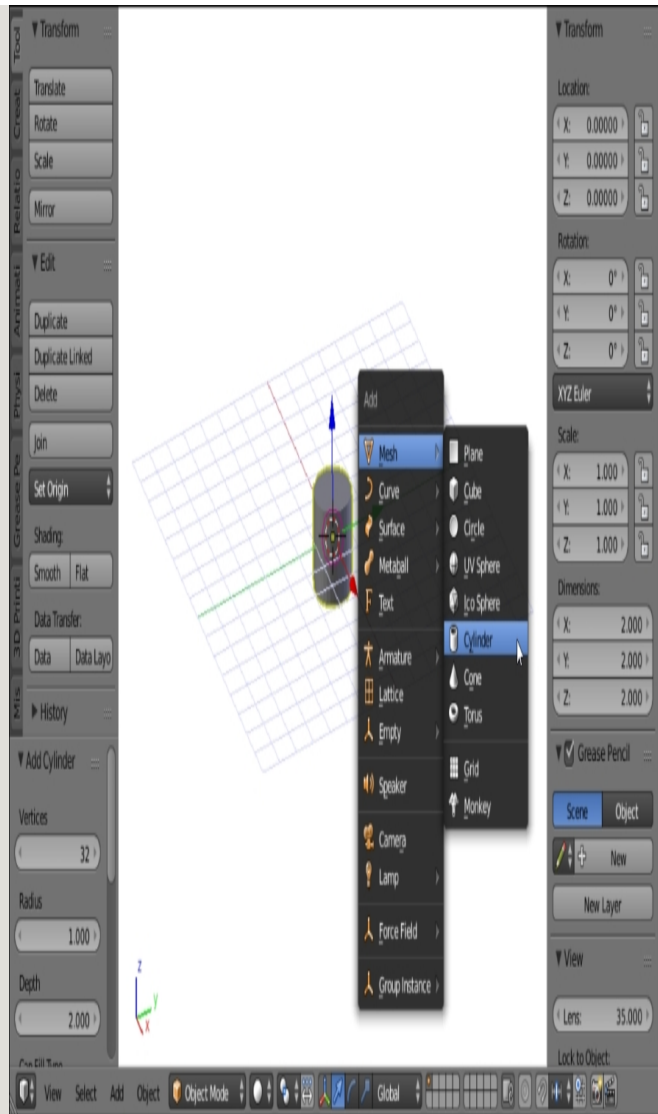 Tool
Creat
Relatio
Animati
Physi
Grease Pe
3D Printi
Mis
Transform
Translate
Rotate
Scale
Mirror
Edit
Duplicate
Duplicate Linked
Delete
Join
Set Origin
Shading:
Smooth Flat
Data Transfer:
Data Data Layo
History
Add Cylinder
Vertices
32
Radius
1.000
Depth
2.000
Cap Fill Type
z
y
x
Add
Mesh
Curve
Surface
Metaball
Text
Armature
Lattice
Empty
Speaker
Camera
Lamp
Force Field
Group Instance
Plane
Cube
Circle
UV Sphere
Ico Sphere
Cylinder
Cone
Torus
Grid
Monkey
Transform
Location:
X: 0.00000
Y: 0.00000
Z: 0.00000
Rotation:
X: 0°
Y: 0°
Z: 0°
XYZ Euler
Scale:
X: 1.000
Y: 1.000
Z: 1.000
Dimensions:
X: 2.000
Y: 2.000
Z: 2.000
Grease Pencil
Scene Object
New
New Layer
View
Lens: 35.000
Lock to Object:
View Select Add Object Object Mode Global